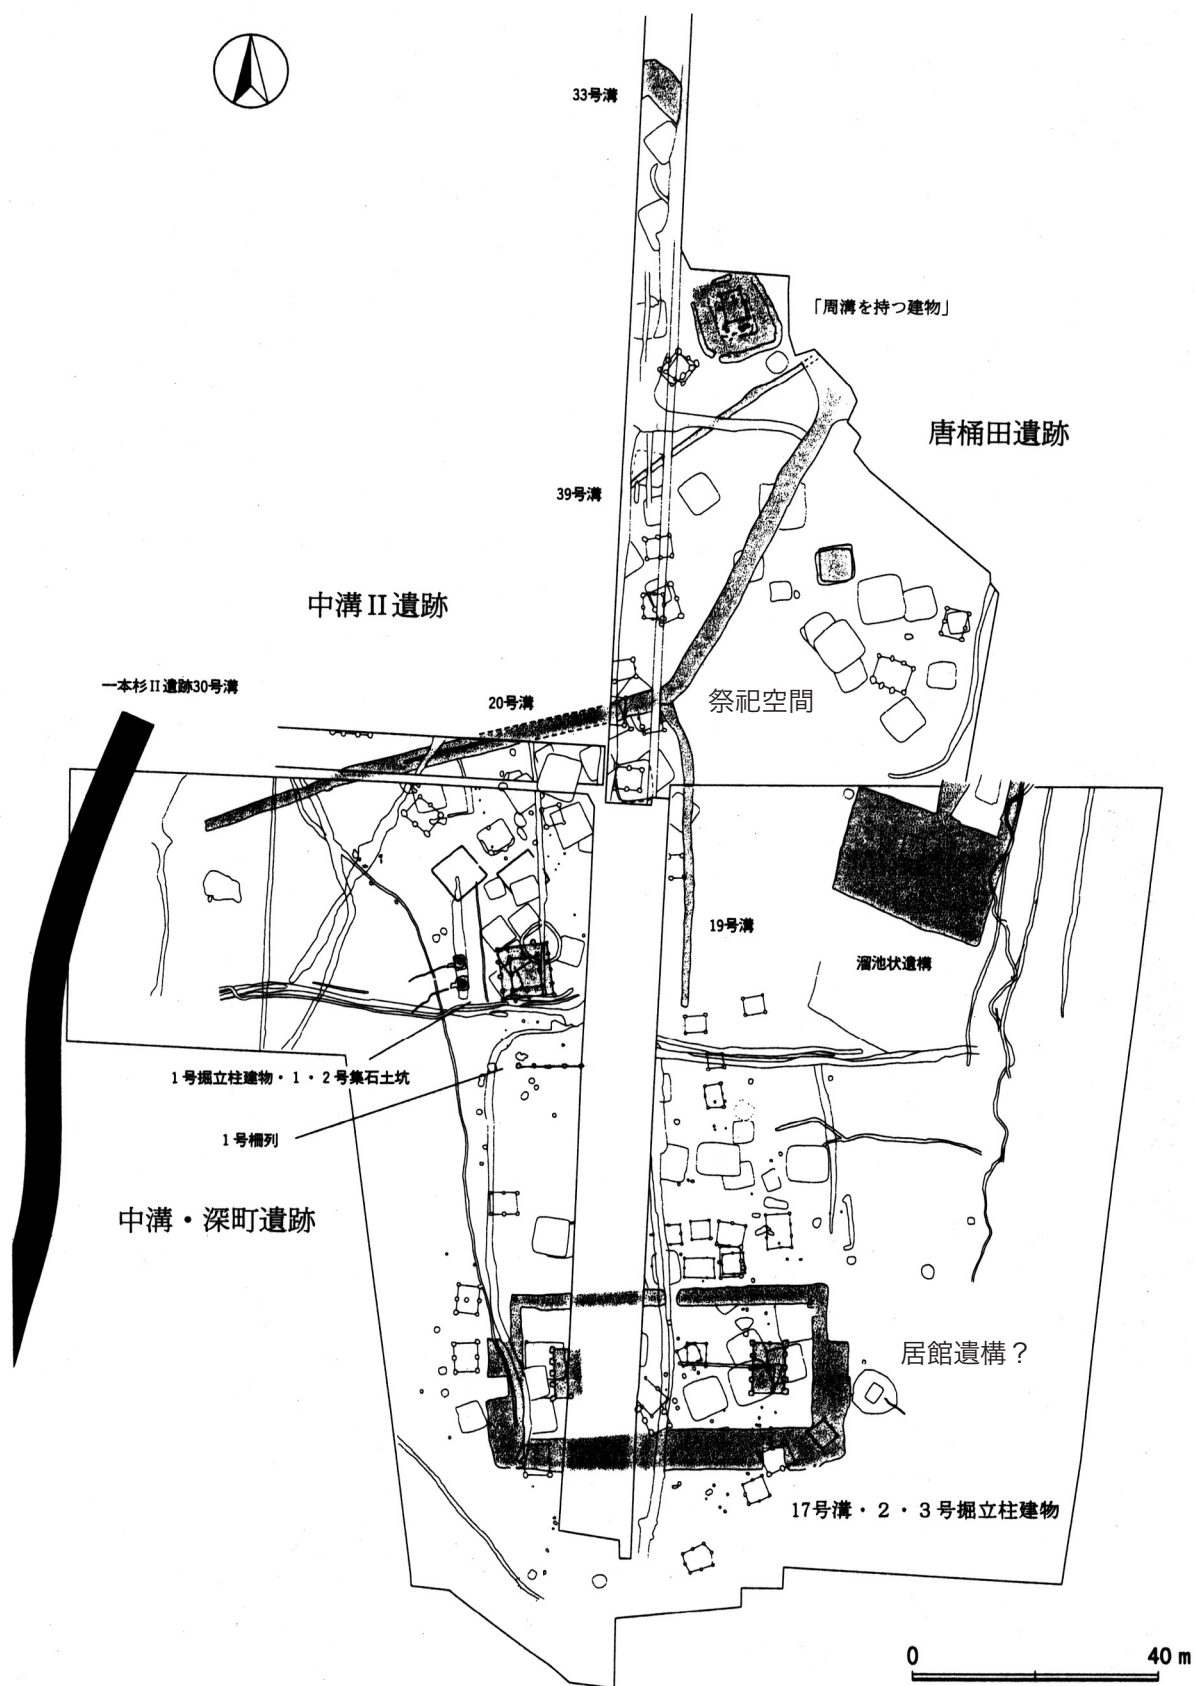 33号溝
「周溝を持つ建物」
唐桶田遺跡
39号溝
中溝Ⅱ遺跡
一本杉Ⅱ遺跡30号溝
20号溝
祭祀空間
19号溝
溜池状遺構
1号掘立柱建物・1・2号集石土坑
1号柵列
中溝・深町遺跡
居館遺構？
17号溝・2・3号掘立柱建物
0 40 m